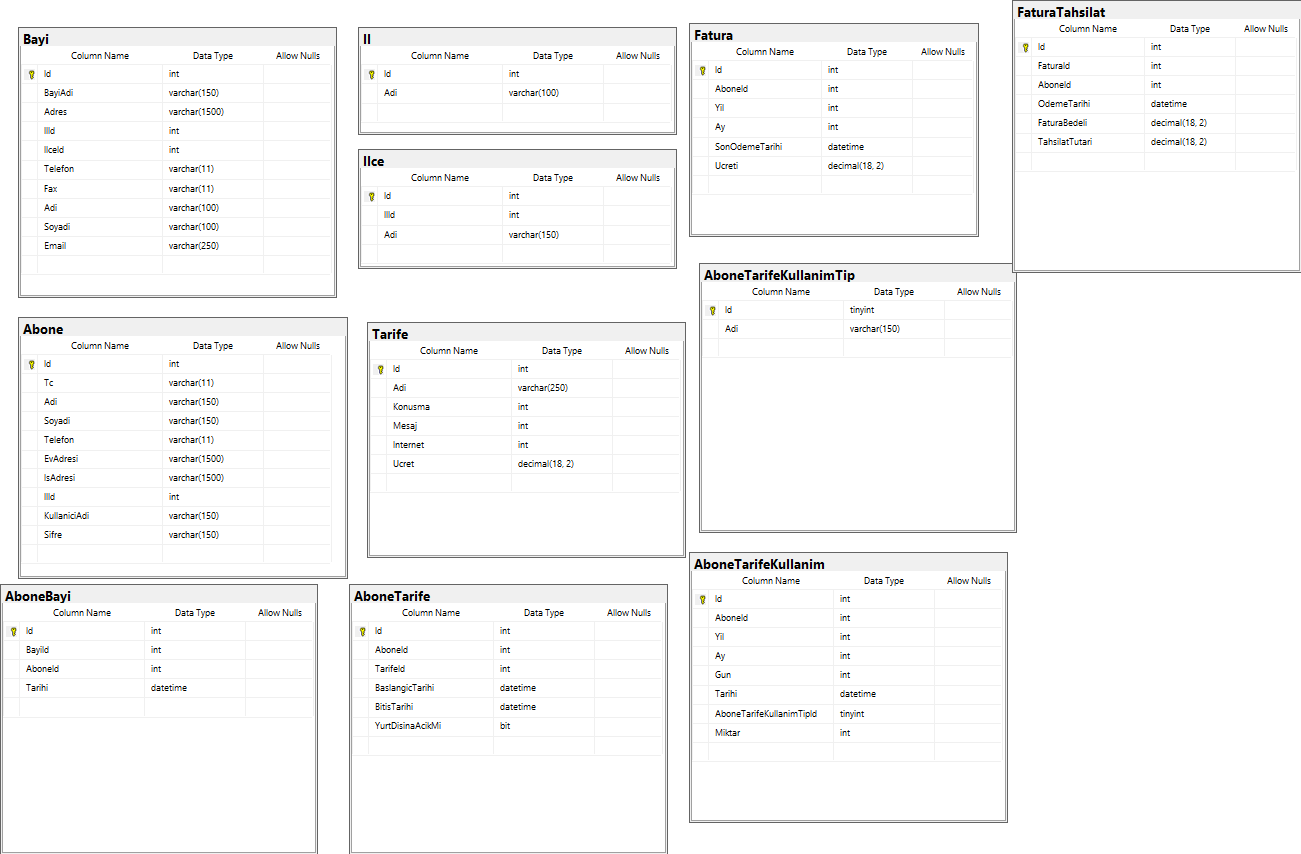 Bayi
Column Name Data Type Allow Nulls
Id int
BayiAdi varchar(150)
Adres varchar(1500)
IlId int
IlceId int
Telefon varchar(11)
Fax varchar(11)
Adi varchar(100)
Soyadi varchar(100)
Email varchar(250)
Il
Column Name Data Type Allow Nulls
Id int
Adi varchar(100)
Ilce
Column Name Data Type Allow Nulls
Id int
IlId int
Adi varchar(150)
Fatura
Column Name Data Type Allow Nulls
Id int
AboneId int
Yil int
Ay int
SonOdemeTarihi datetime
Ucreti decimal(18, 2)
FaturaTahsilat
Column Name Data Type Allow Nulls
Id int
FaturaId int
AboneId int
OdemeTarihi datetime
FaturaBedeli decimal(18, 2)
TahsilatTutari decimal(18, 2)
Abone
Column Name Data Type Allow Nulls
Id int
Tc varchar(11)
Adi varchar(150)
Soyadi varchar(150)
Telefon varchar(11)
EvAdresi varchar(1500)
IsAdresi varchar(1500)
IlId int
KullaniciAdi varchar(150)
Sifre varchar(150)
Tarife
Column Name Data Type Allow Nulls
Id int
Adi varchar(250)
Konusma int
Mesaj int
Internet int
Ucret decimal(18, 2)
AboneTarifeKullanimTip
Column Name Data Type Allow Nulls
Id tinyint
Adi varchar(150)
AboneBayi
Column Name Data Type Allow Nulls
Id int
BayiId int
AboneId int
Tarihi datetime
AboneTarife
Column Name Data Type Allow Nulls
Id int
AboneId int
TarifeId int
BaslangicTarihi datetime
BitisTarihi datetime
YurtDisinaAcikMi bit
AboneTarifeKullanim
Column Name Data Type Allow Nulls
Id int
AboneId int
Yil int
Ay int
Gun int
Tarihi datetime
AboneTarifeKullanimTipId tinyint
Miktar int